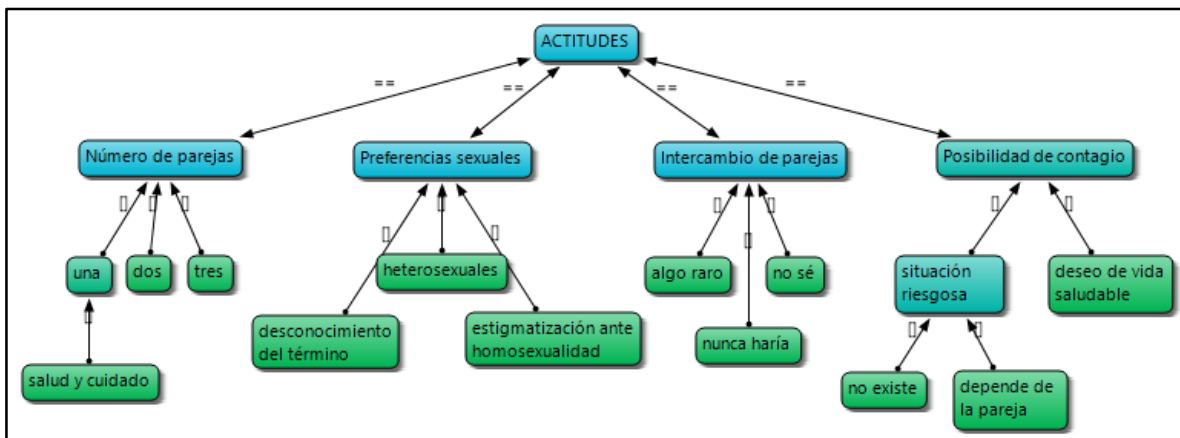 ACTITUDES
==
==
==
==
Número de parejas
Preferencias sexuales
Intercambio de parejas
Posibilidad de contagio
una
dos
tres
heterosexuales
algo raro
no sé
situación
riesgosa
deseo de vida
saludable
desconocimiento
del término
estigmatización ante
homosexualidad
nunca haría
salud y cuidado
no existe
depende de
la pareja